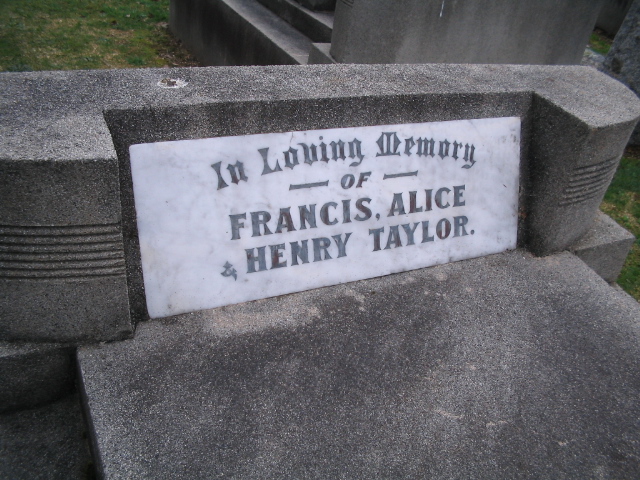 In Loving Memory
— OF —
FRANCIS, ALICE
& HENRY TAYLOR.